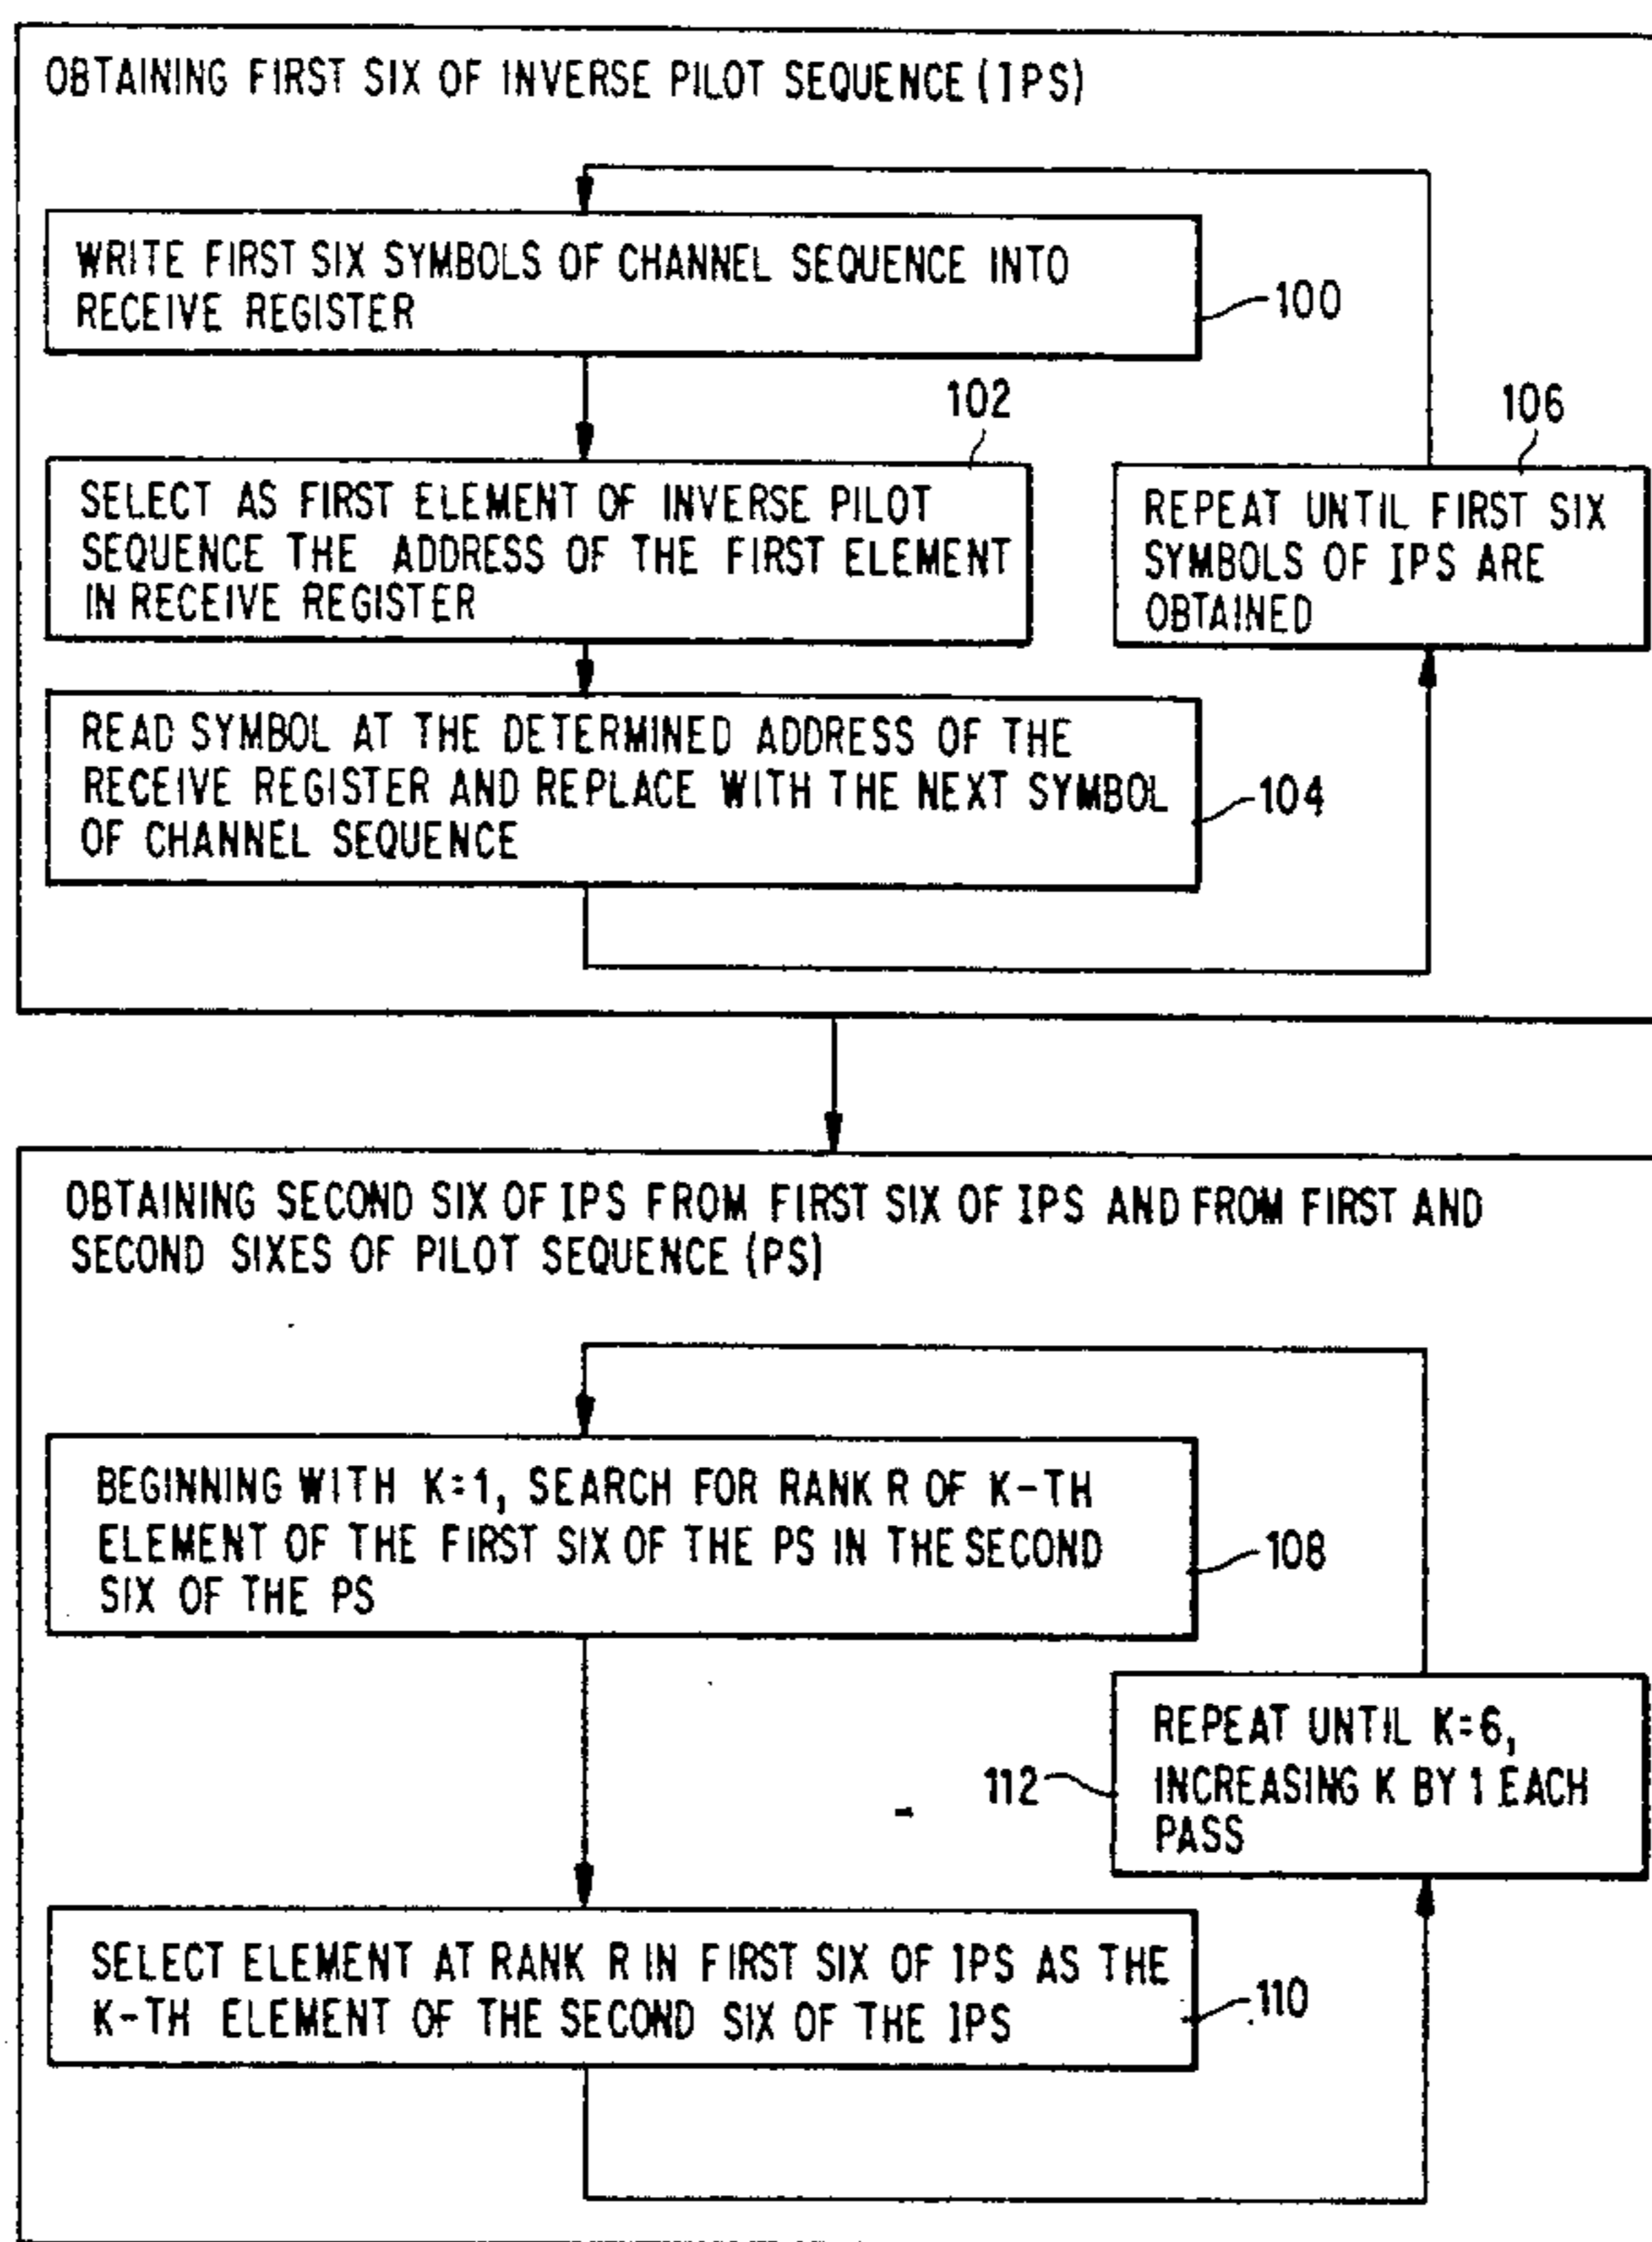 OBTAINING FIRST SIX OF INVERSE PILOT SEQUENCE (IPS)
WRITE FIRST SIX SYMBOLS OF CHANNEL SEQUENCE INTO
RECEIVE REGISTER
100
102
SELECT AS FIRST ELEMENT OF INVERSE PILOT
SEQUENCE THE ADDRESS OF THE FIRST ELEMENT
IN RECEIVE REGISTER
106
REPEAT UNTIL FIRST SIX
SYMBOLS OF IPS ARE
OBTAINED
READ SYMBOL AT THE DETERMINED ADDRESS OF THE
RECEIVE REGISTER AND REPLACE WITH THE NEXT SYMBOL
OF CHANNEL SEQUENCE
104
OBTAINING SECOND SIX OF IPS FROM FIRST SIX OF IPS AND FROM FIRST AND
SECOND SIXES OF PILOT SEQUENCE (PS)
BEGINNING WITH K=1, SEARCH FOR RANK R OF K-TH
ELEMENT OF THE FIRST SIX OF THE PS IN THE SECOND
SIX OF THE PS
108
REPEAT UNTIL K=6,
INCREASING K BY 1 EACH
PASS
112
SELECT ELEMENT AT RANK R IN FIRST SIX OF IPS AS THE
K-TH ELEMENT OF THE SECOND SIX OF THE IPS
110